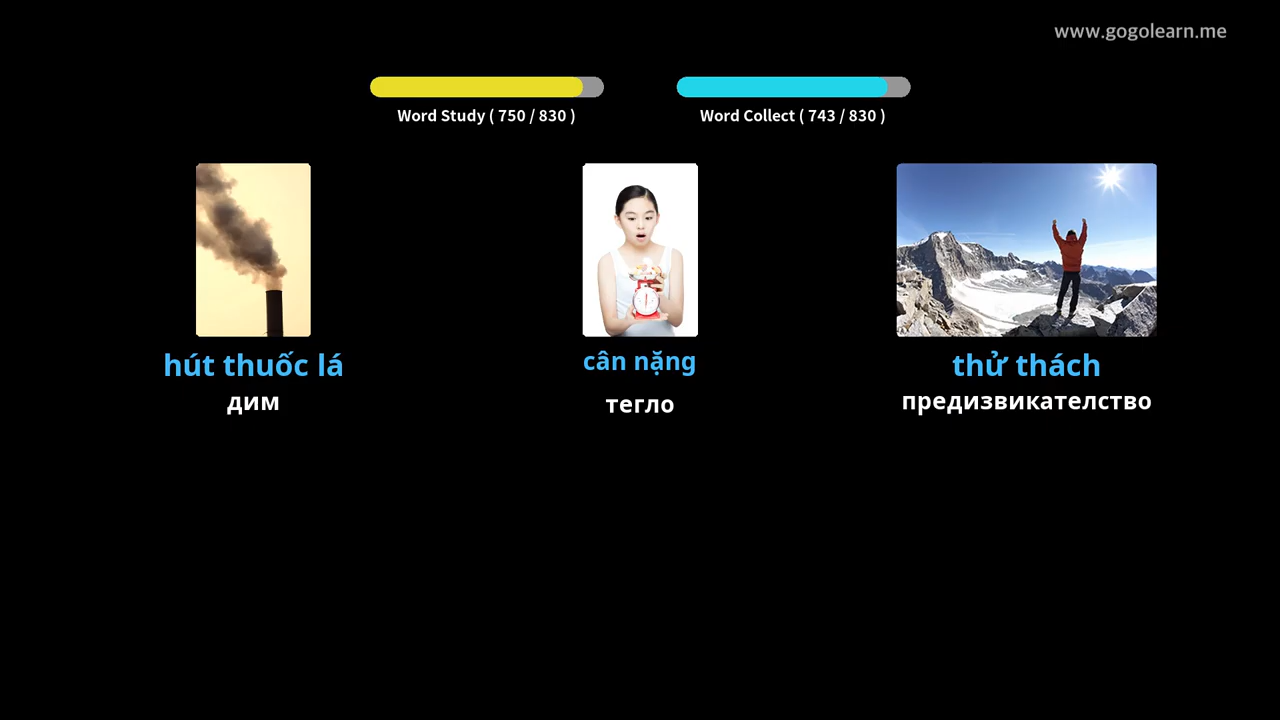 www.gogolearn.me
Word Study ( 750 / 830 )
Word Collect ( 743 / 830 )
hút thuốc lá
дим
cân nặng
тегло
thử thách
предизвикателство